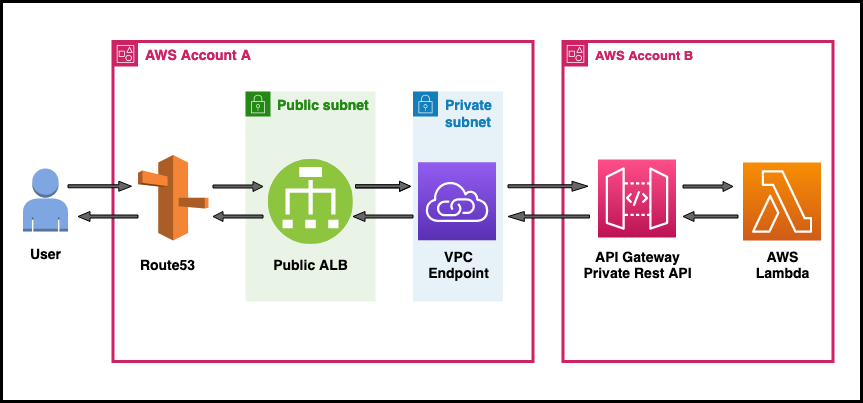 AWS Account A
AWS Account B
Public subnet
Private
subnet
User
Route53
Public ALB
VPC
Endpoint
</>
API Gateway
Private Rest API
AWS
Lambda